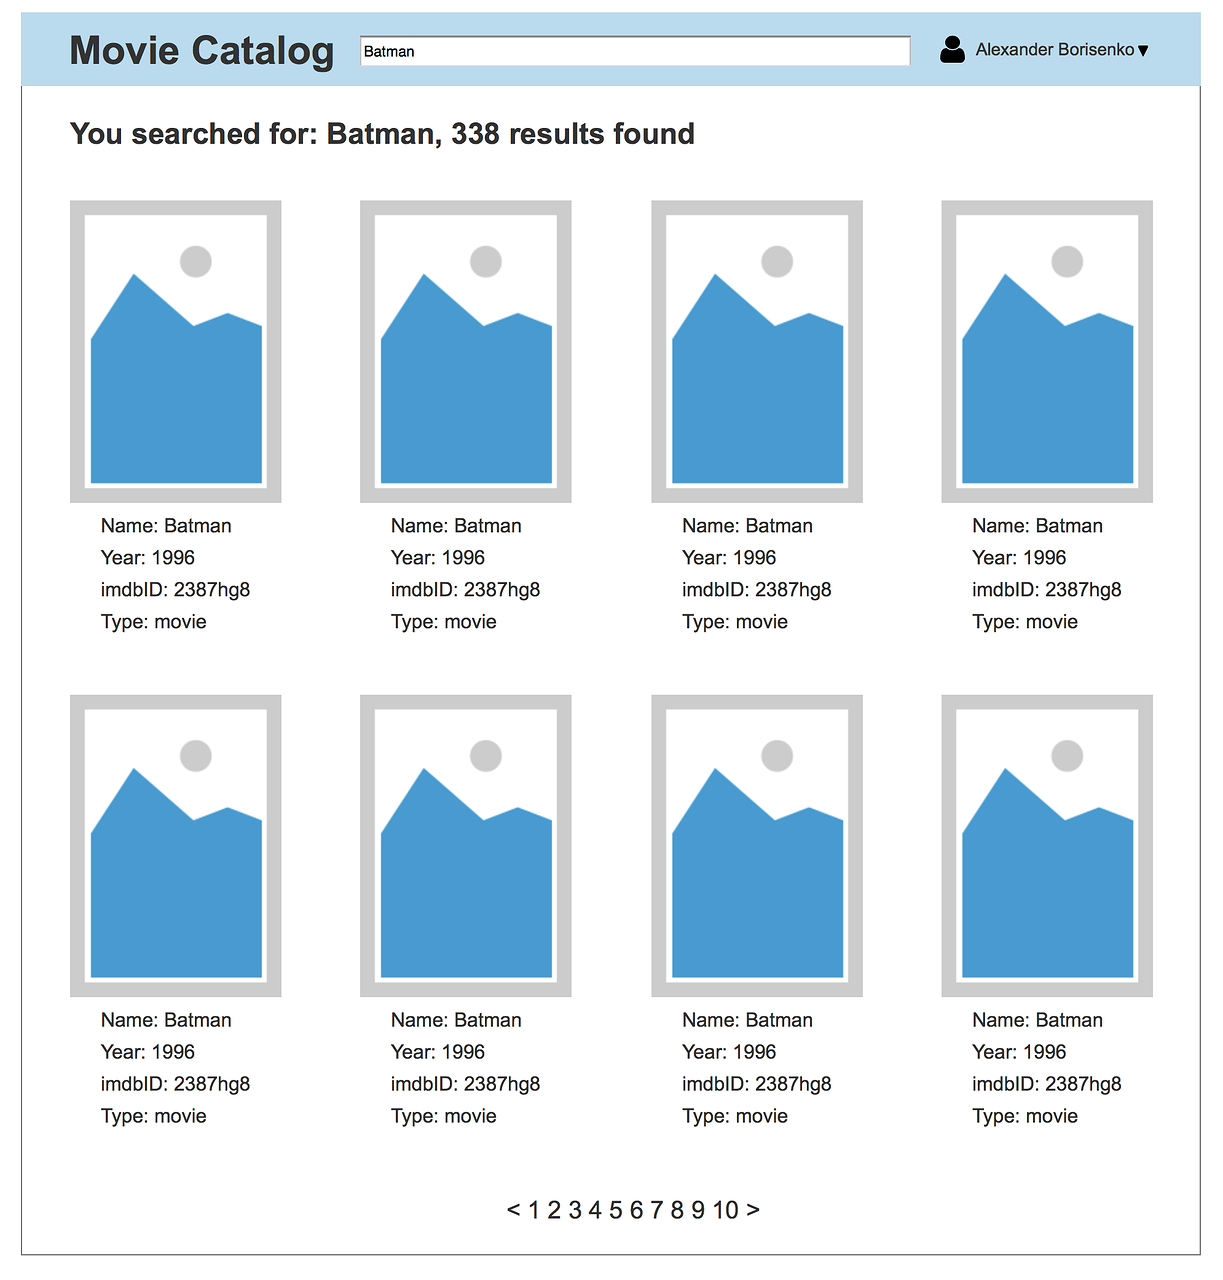 Movie Catalog
Batman
Alexander Borisenko ▼
You searched for: Batman, 338 results found
Name: Batman
Year: 1996
imdbID: 2387hg8
Type: movie
Name: Batman
Year: 1996
imdbID: 2387hg8
Type: movie
Name: Batman
Year: 1996
imdbID: 2387hg8
Type: movie
Name: Batman
Year: 1996
imdbID: 2387hg8
Type: movie
Name: Batman
Year: 1996
imdbID: 2387hg8
Type: movie
Name: Batman
Year: 1996
imdbID: 2387hg8
Type: movie
Name: Batman
Year: 1996
imdbID: 2387hg8
Type: movie
Name: Batman
Year: 1996
imdbID: 2387hg8
Type: movie
< 1 2 3 4 5 6 7 8 9 10 >